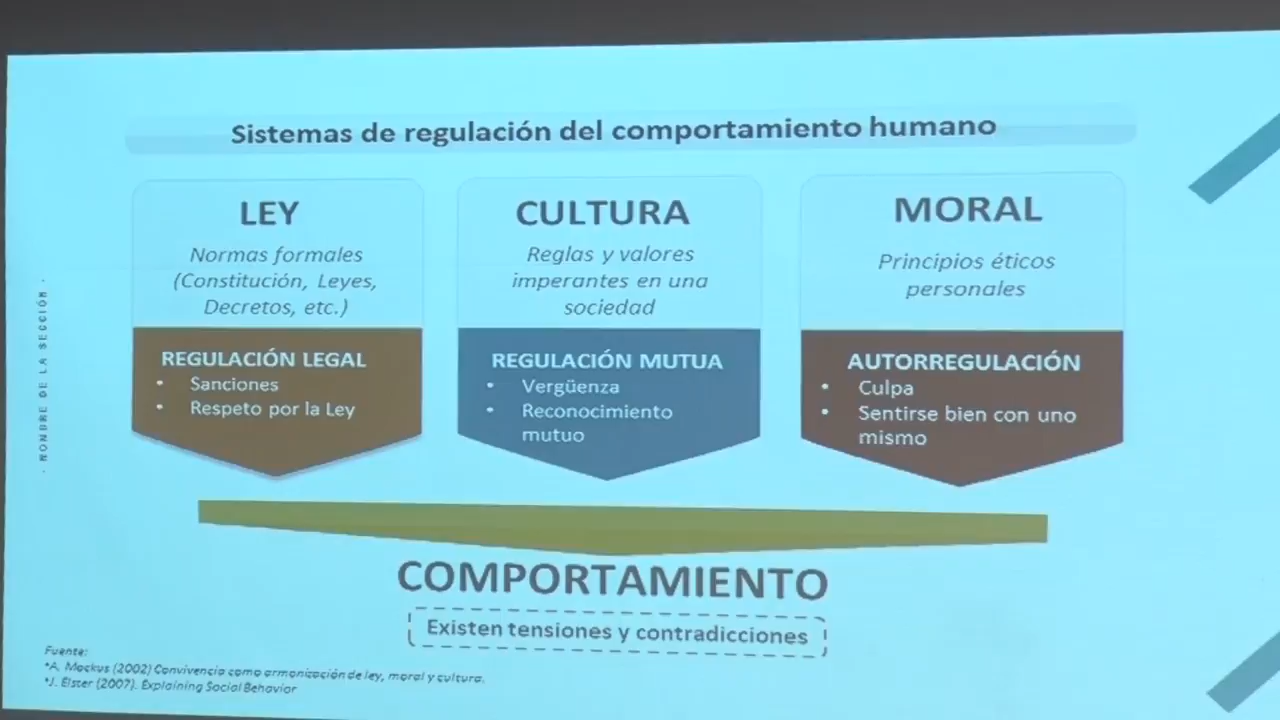 Sistemas de regulación del comportamiento humano
LEY
Normas formales
(Constitución, Leyes,
Decretos, etc.)
REGULACIÓN LEGAL
• Sanciones
• Respeto por la Ley
CULTURA
Reglas y valores
imperantes en una
sociedad
REGULACIÓN MUTUA
• Vergüenza
• Reconocimiento
mutuo
MORAL
Principios éticos
personales
AUTORREGULACIÓN
• Culpa
• Sentirse bien con uno
mismo
COMPORTAMIENTO
Existen tensiones y contradicciones
Fuente:
*A. Mockus (2002) Convivencia como armonización de ley, moral y cultura.
*J. Elster (2007). Explaining Social Behavior
· NOMBRE DE LA SECCIÓN ·